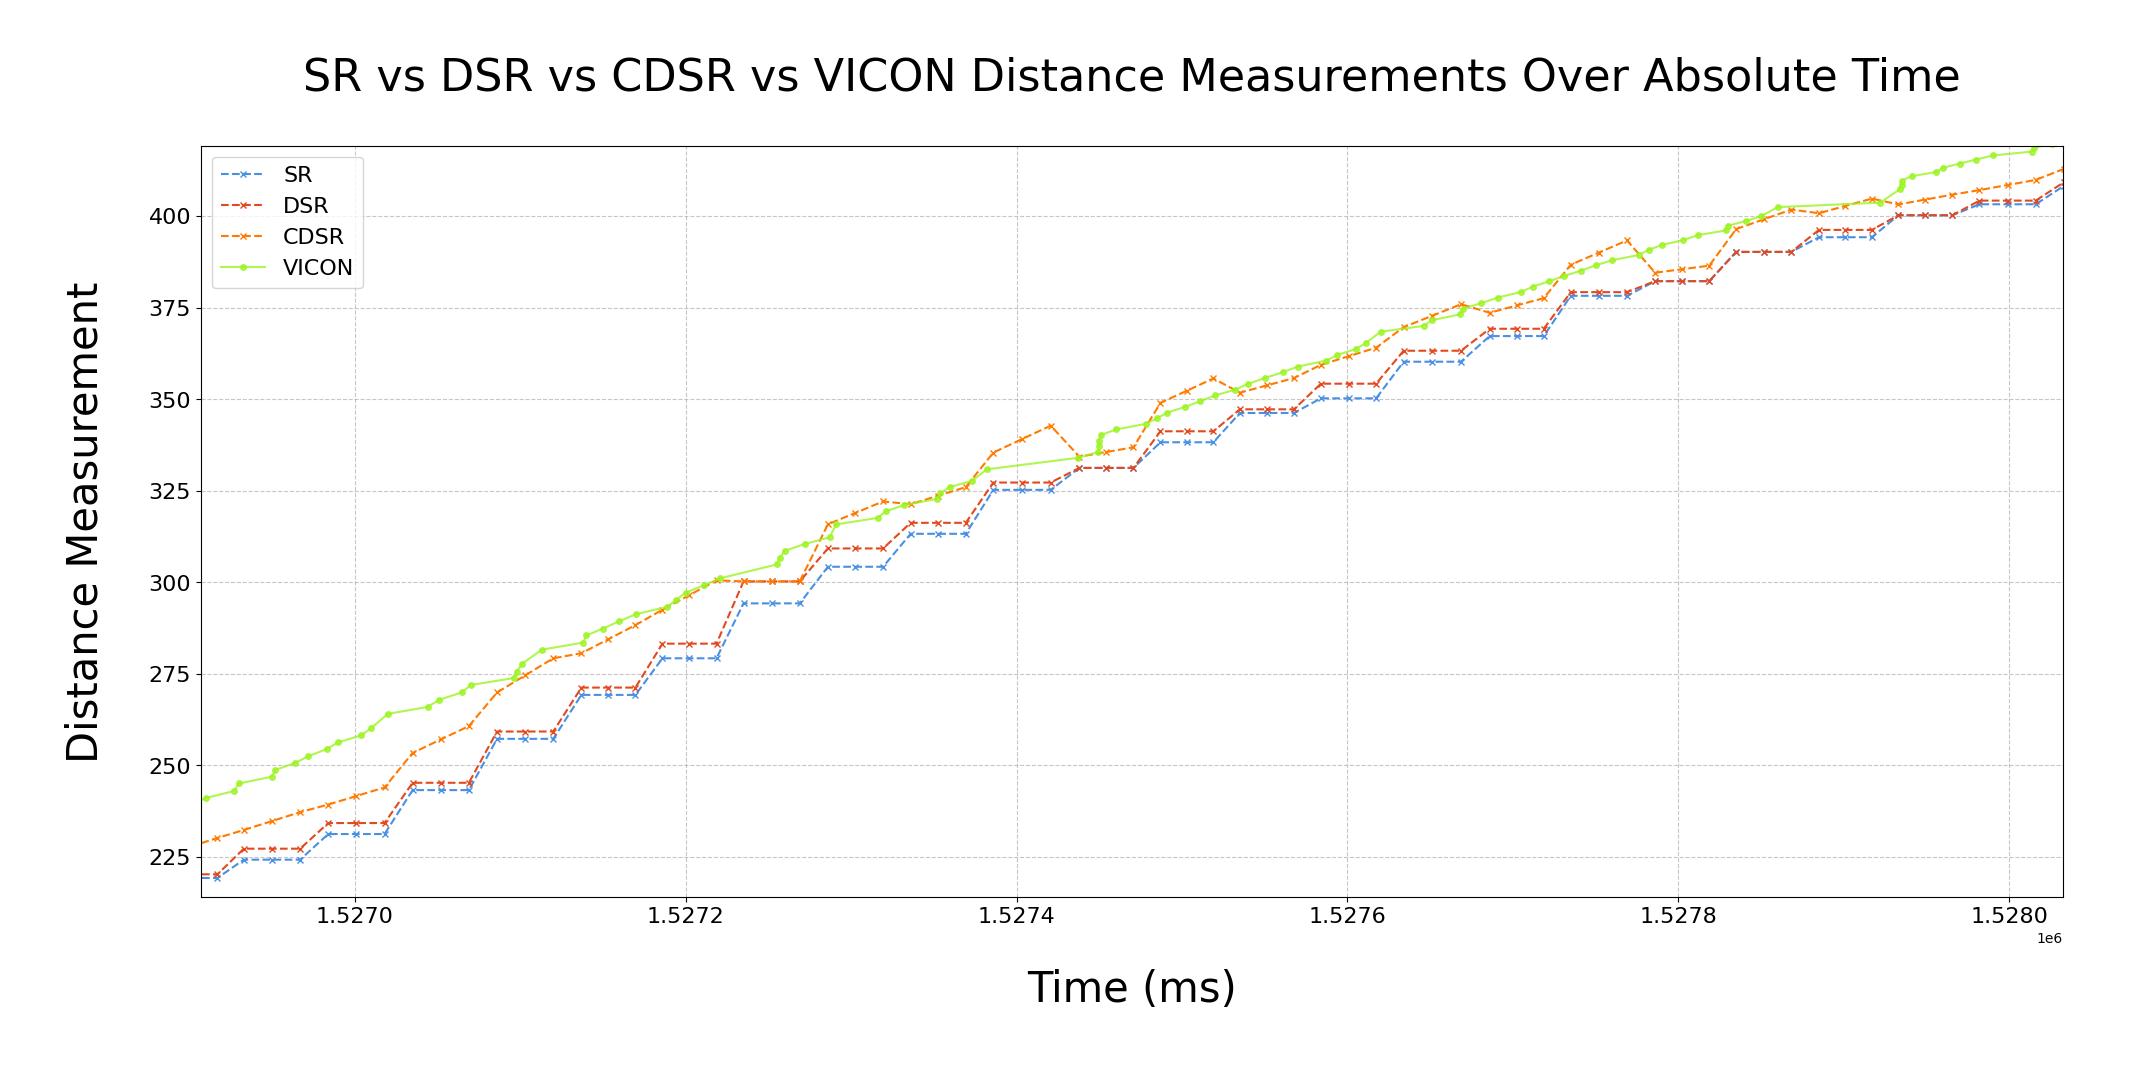 SR vs DSR vs CDSR vs VICON Distance Measurements Over Absolute Time
SR
DSR
CDSR
VICON
Distance Measurement
400
375
350
325
300
275
250
225
1.5270 1.5272 1.5274 1.5276 1.5278 1.5280
1e6
Time (ms)